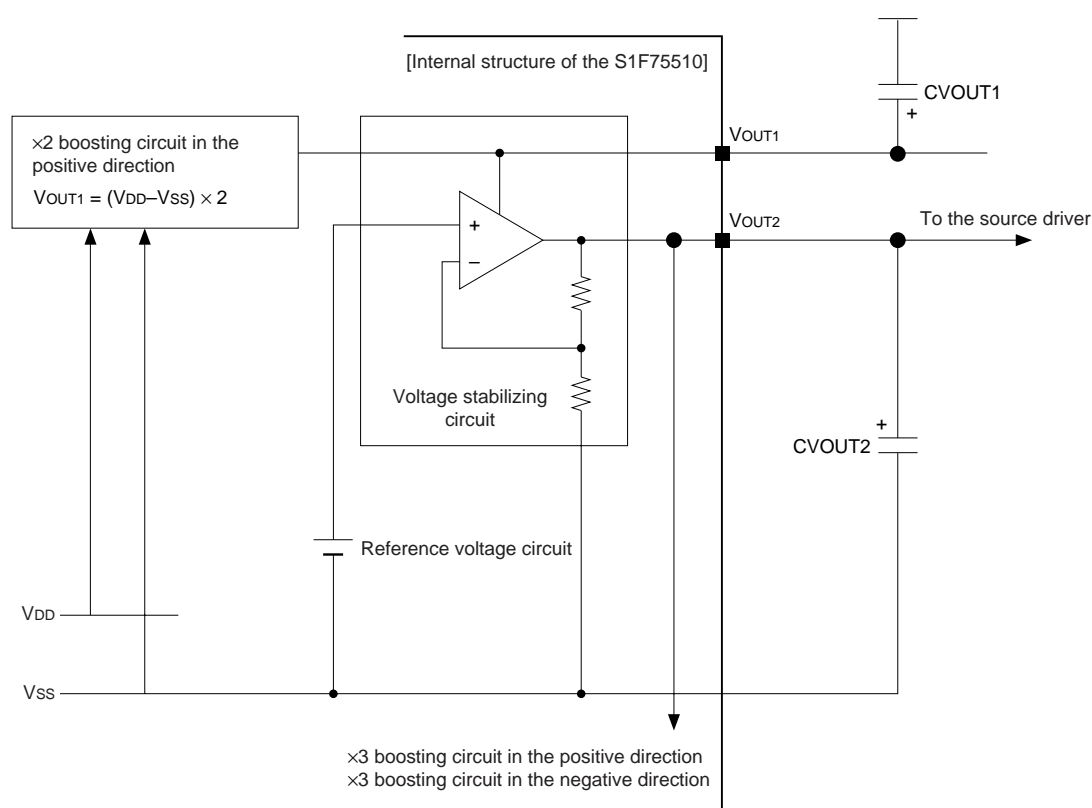 [Internal structure of the S1F75510]
CVOUT1
+
×2 boosting circuit in the
positive direction
VOUT1 = (VDD–VSS) × 2
VOUT1
VOUT2
To the source driver
+
–
Voltage stabilizing
circuit
+
CVOUT2
Reference voltage circuit
VDD
VSS
×3 boosting circuit in the positive direction
×3 boosting circuit in the negative direction